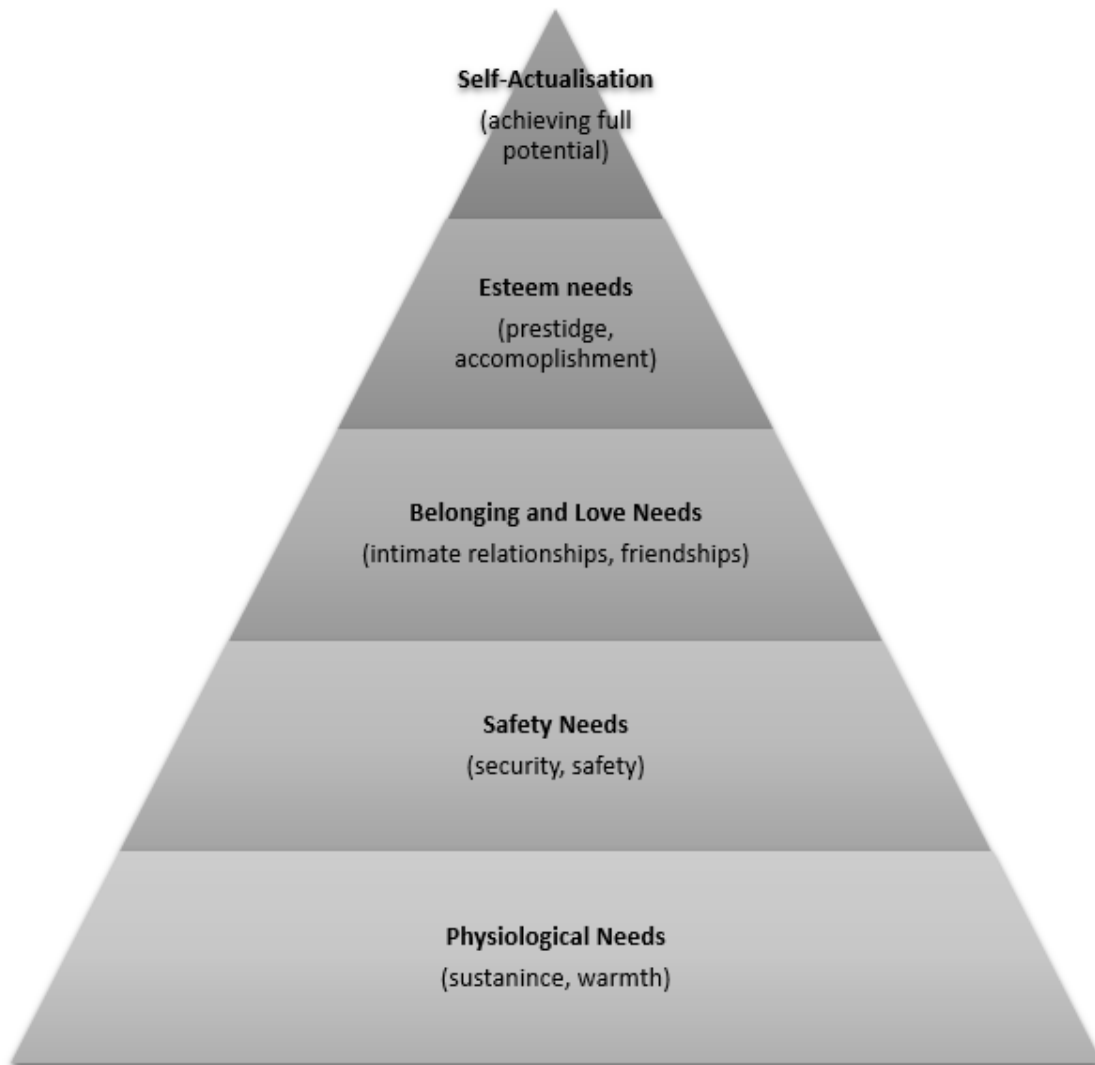 Self-Actualisation
(achieving full
potential)
Esteem needs
(prestidge,
accomoplishment)
Belonging and Love Needs
(intimate relationships, friendships)
Safety Needs
(security, safety)
Physiological Needs
(sustanince, warmth)